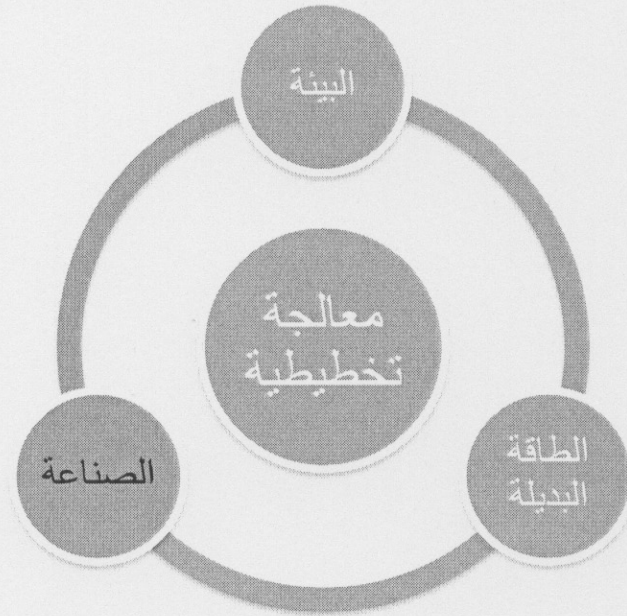 البيئة
معالجة
تخطيطية
الطاقة
البديلة
الصناعة